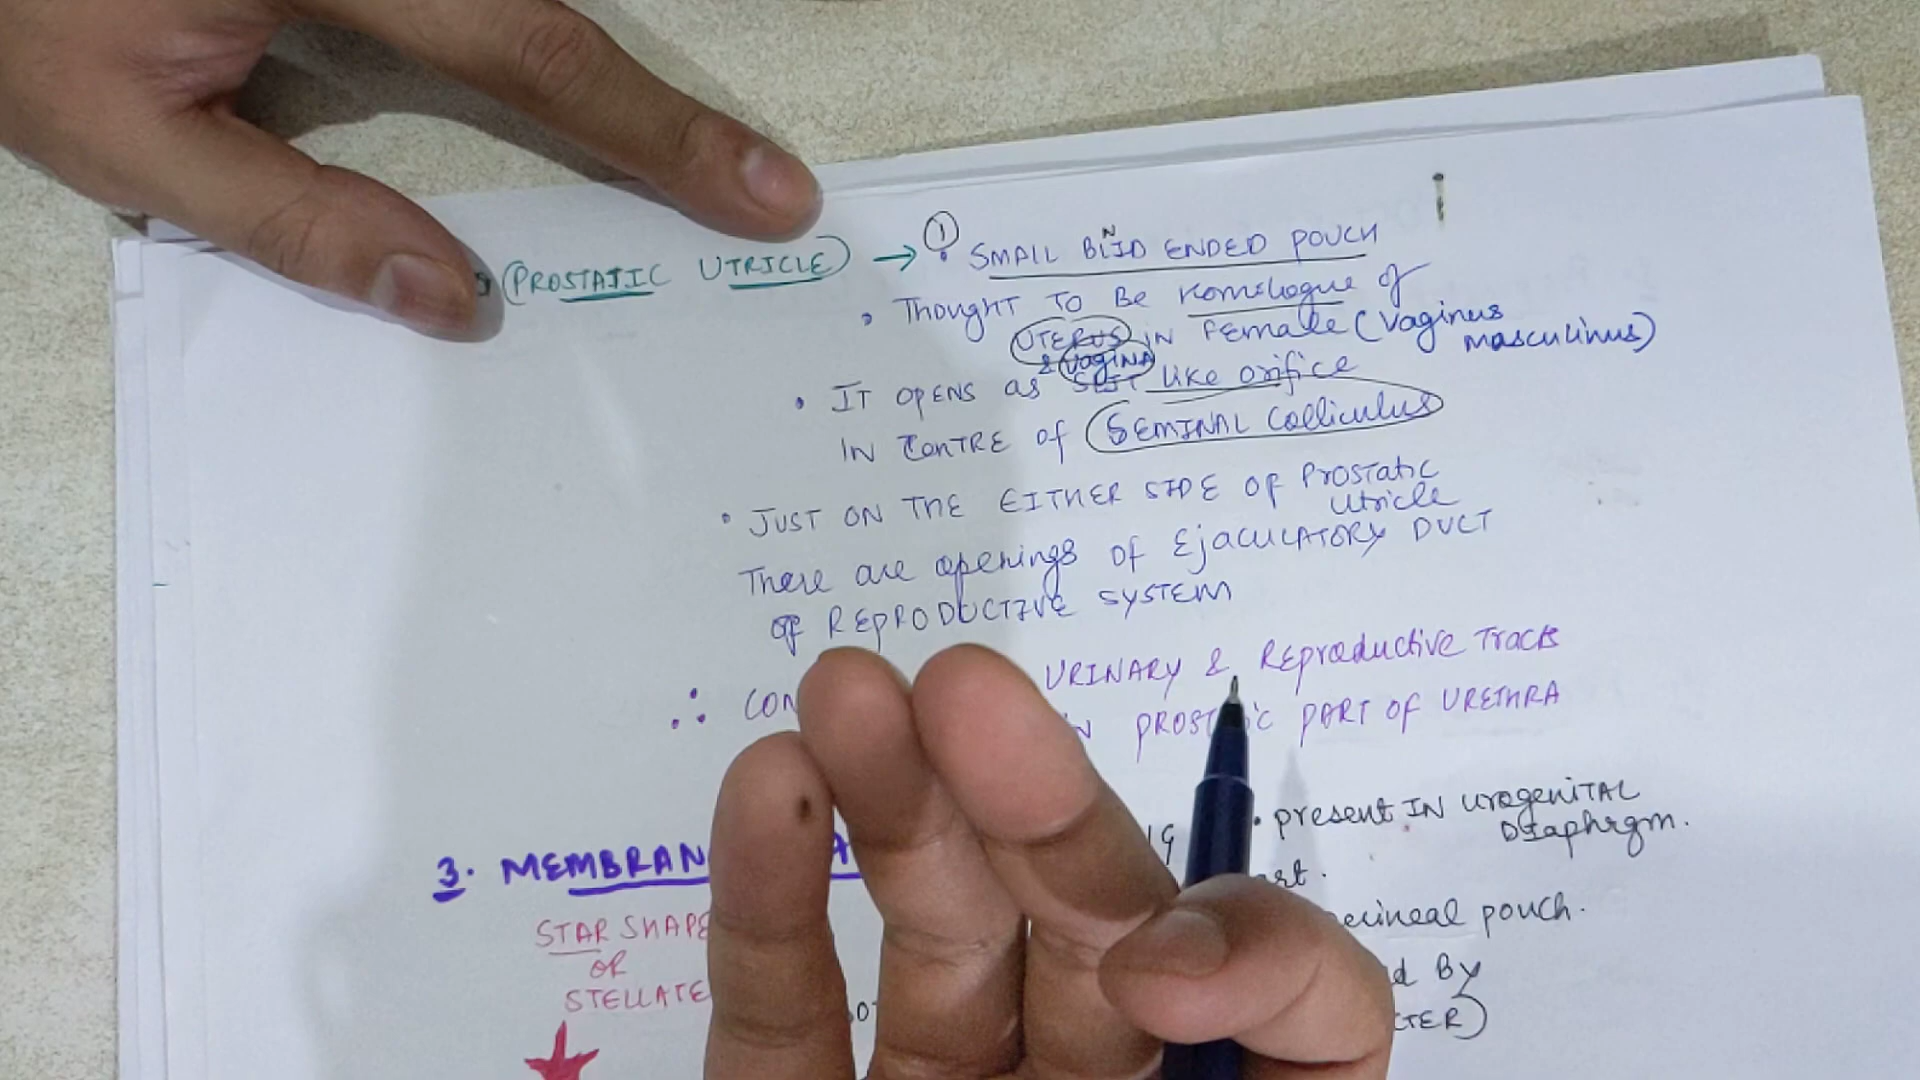 (PROSTATIC UTRICLE) → ① • SMALL BLIND ENDED POUCH
• THOUGHT TO BE Homologue of
UTERUS IN FEMALE (Vaginus
masculinus)
& VAGINA
• IT OPENS as SLIT like orifice
IN CENTRE of SEMINAL Colliculus
• JUST ON THE EITHER SIDE OF Prostatic
Utricle
There are openings of Ejaculatory DUCT
of REPRODUCTIVE SYSTEM
∴ CON URINARY & Reproductive Tracts
IN PROSTATIC PART OF URETHRA
3. MEMBRAN
• present IN urogenital
Diaphrgm.
STAR SHAPE
pouch.
OR
STELLATE
By